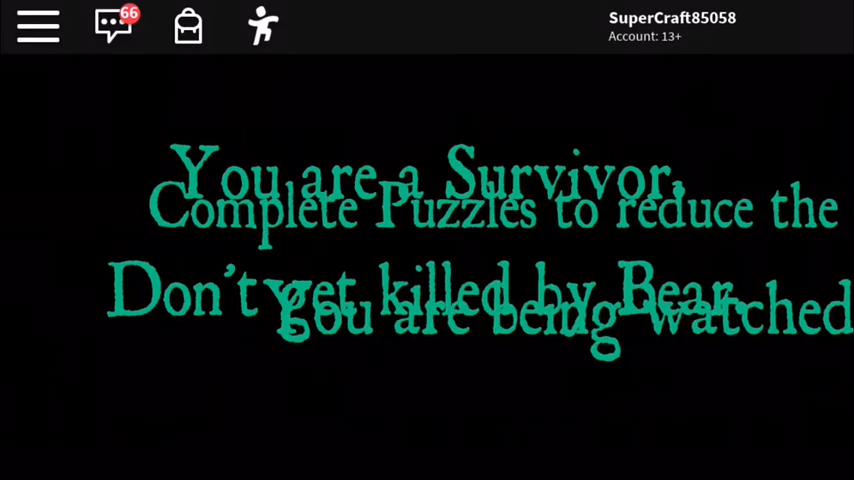 66
SuperCraft85058
Account: 13+
You are a Survivor.
Complete Puzzles to reduce the
Don't get killed by Bear.
You are being watched